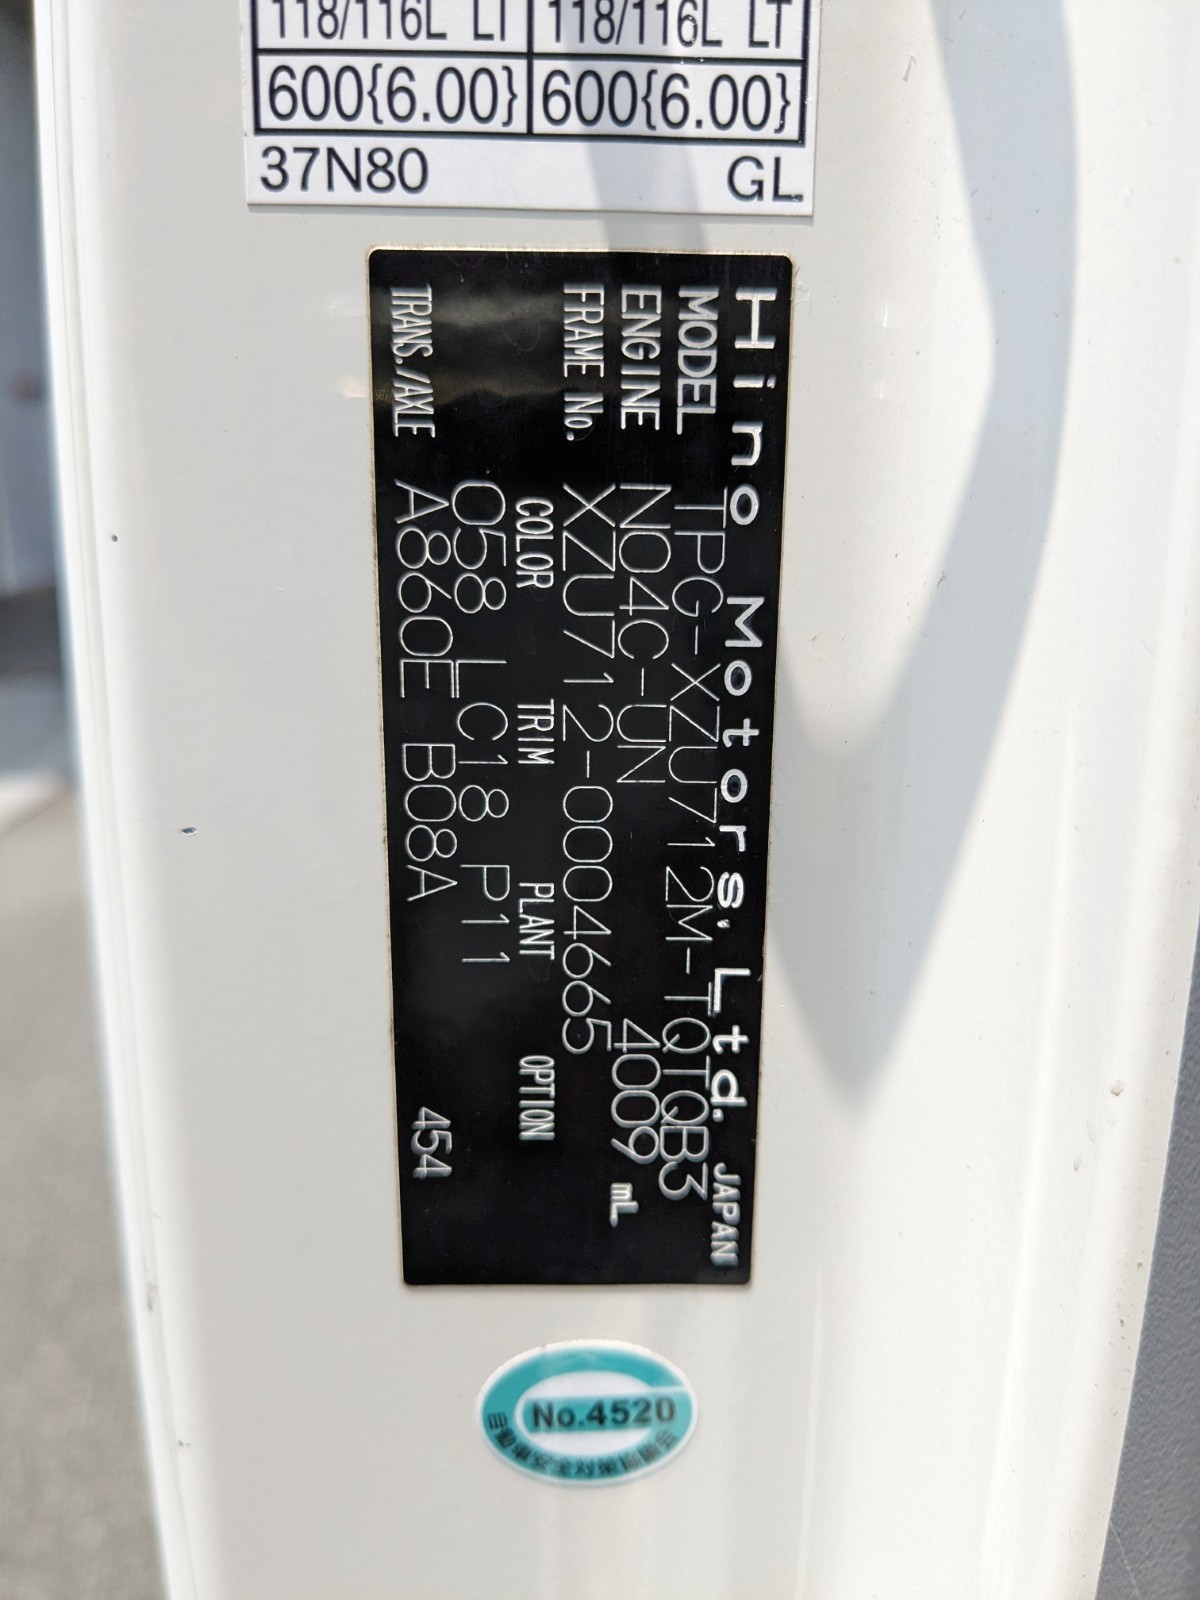 118/116L LT 118/116L LT
600{6.00} 600{6.00}
37N80 GL
Hino Motors, Ltd. JAPAN
MODEL TPG-XZU712M-TQTQB3
ENGINE N04C-UN 4009 mL.
FRAME No. XZU712-0004665
COLOR TRIM PLANT OPTION
058 LC18 P11
TRANS./AXLE A860E B08A 454
No.4520